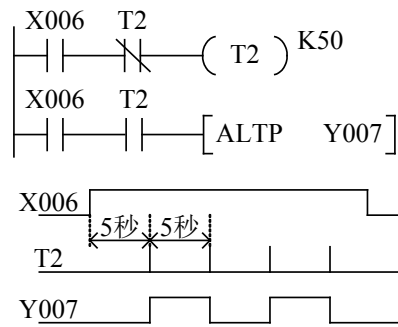 X006 T2
T2 K50
X006 T2
ALTP Y007
X006
5秒 5秒
T2
Y007